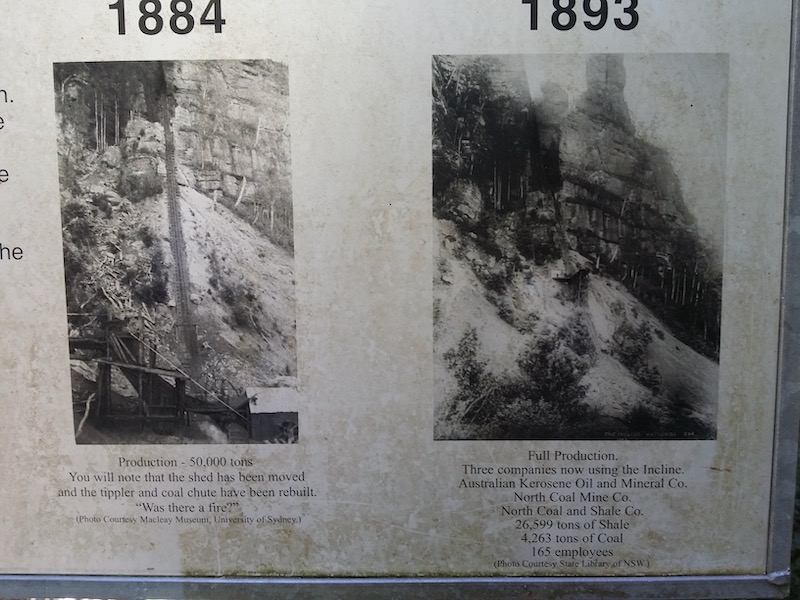 n.
e
e
he
1884
Production - 50,000 tons
You will note that the shed has been moved
and the tippler and coal chute have been rebuilt.
“Was there a fire?”
(Photo Courtesy Macleay Museum, University of Sydney.)
1893
Full Production.
Three companies now using the Incline.
Australian Kerosene Oil and Mineral Co.
North Coal Mine Co.
North Coal and Shale Co.
26,599 tons of Shale
4,263 tons of Coal
165 employees
(Photo Courtesy State Library of NSW.)